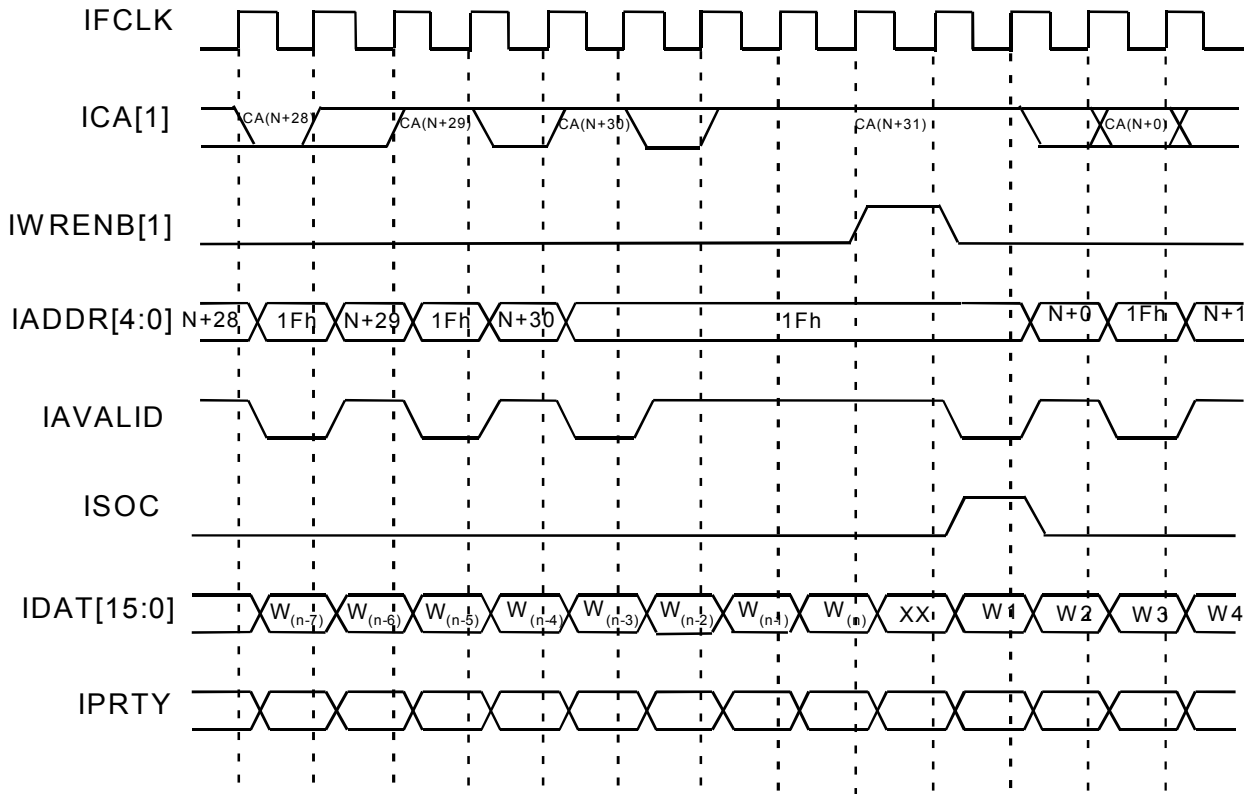 IFCLK
ICA[1] CA(N+28) CA(N+29) CA(N+30) CA(N+31) CA(N+0)
IWRENB[1]
IADDR[4:0] N+28 1Fh N+29 1Fh N+30 1Fh N+0 1Fh N+1
IAVALID
ISOC
IDAT[15:0] W(n-7) W(n-6) W(n-5) W(n-4) W(n-3) W(n-2) W(n-1) W(n) XX W1 W2 W3 W4
IPRTY